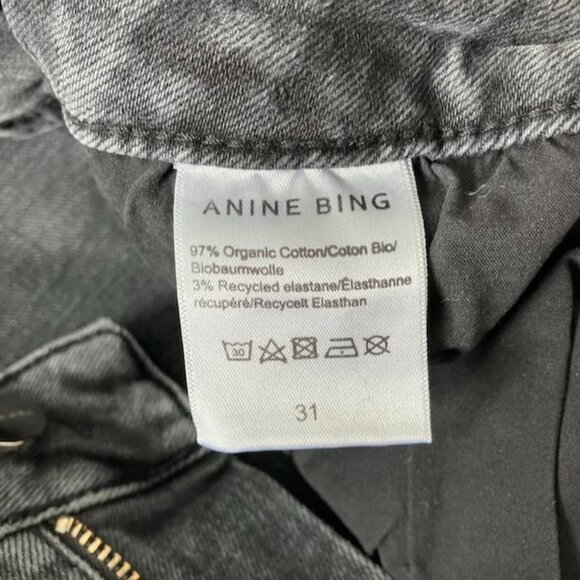 ANINE BING
97% Organic Cotton/Coton Bio/
Biobaumwolle
3% Recycled elastane/Élasthanne
récupéré/Recycelt Elasthan
30
31